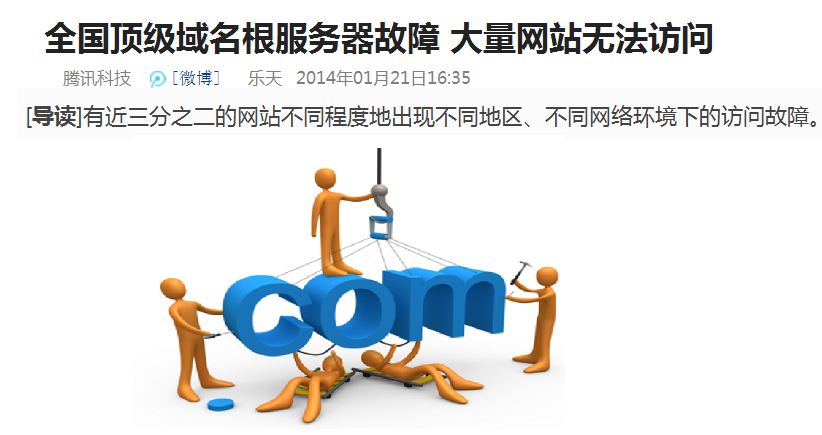 全国顶级域名根服务器故障 大量网站无法访问
腾讯科技 [微博] 乐天 2014年01月21日16:35
[导读]有近三分之二的网站不同程度地出现不同地区、不同网络环境下的访问故障。
com